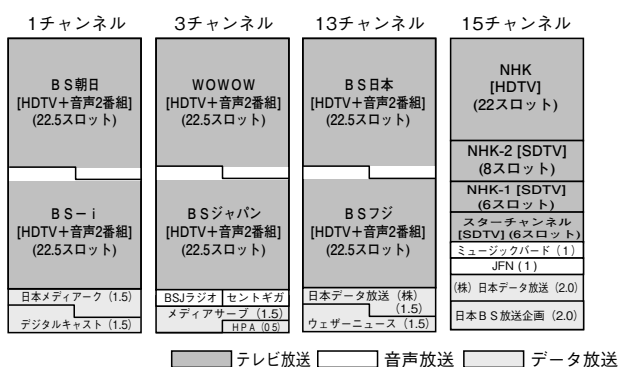 1チャンネル
3チャンネル
13チャンネル
15チャンネル
BS朝日
[HDTV+音声2番組]
(22.5スロット)
BS－i
[HDTV+音声2番組]
(22.5スロット)
日本メディアーク (1.5)
デジタルキャスト (1.5)
WOWOW
[HDTV+音声2番組]
(22.5スロット)
BSジャパン
[HDTV+音声2番組]
(22.5スロット)
BSJラジオ
セントギガ
メディアサーブ (1.5)
HPA (05)
BS日本
[HDTV+音声2番組]
(22.5スロット)
BSフジ
[HDTV+音声2番組]
(22.5スロット)
日本データ放送 (株)
(1.5)
ウェザーニュース (1.5)
NHK
[HDTV]
(22スロット)
NHK-2 [SDTV]
(8スロット)
NHK-1 [SDTV]
(6スロット)
スターチャンネル
[SDTV] (6スロット)
ミュージックバード (1)
JFN (1)
(株) 日本データ放送 (2.0)
日本BS放送企画 (2.0)
テレビ放送
音声放送
データ放送